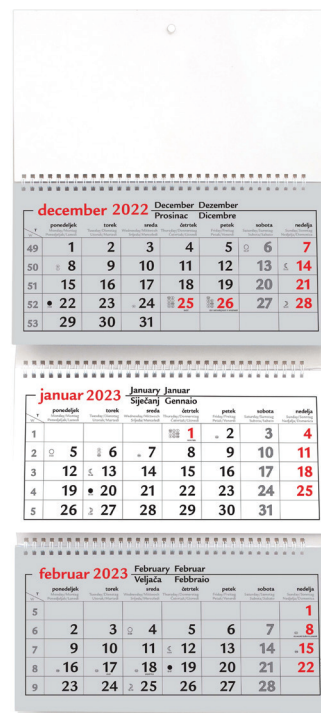 december 2022 December Dezember
Prosinac Dicembre
ponedeljek torek sreda četrtek petek sobota nedelja
49 1 2 3 4 5 6 7
50 8 9 10 11 12 13 14
51 15 16 17 18 19 20 21
52 22 23 24 25 26 27 28
53 29 30 31
januar 2023 January Januar
Siječanj Gennaio
ponedeljek torek sreda četrtek petek sobota nedelja
1 1 2 3 4
2 5 6 7 8 9 10 11
3 12 13 14 15 16 17 18
4 19 20 21 22 23 24 25
5 26 27 28 29 30 31
februar 2023 February Februar
Veljača Febbraio
ponedeljek torek sreda četrtek petek sobota nedelja
5 1
6 2 3 4 5 6 7 8
7 9 10 11 12 13 14 15
8 16 17 18 19 20 21 22
9 23 24 25 26 27 28